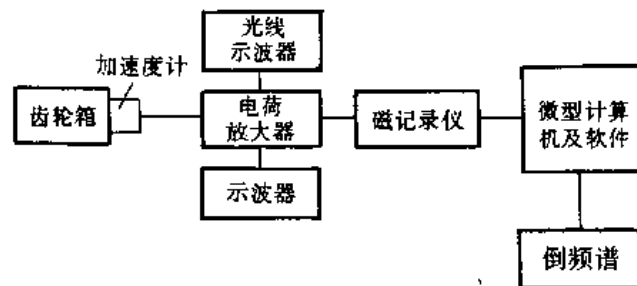 光线
示波器
加速度计
齿轮箱
电荷
放大器
磁记录仪
微型计算
机及软件
示波器
倒频谱